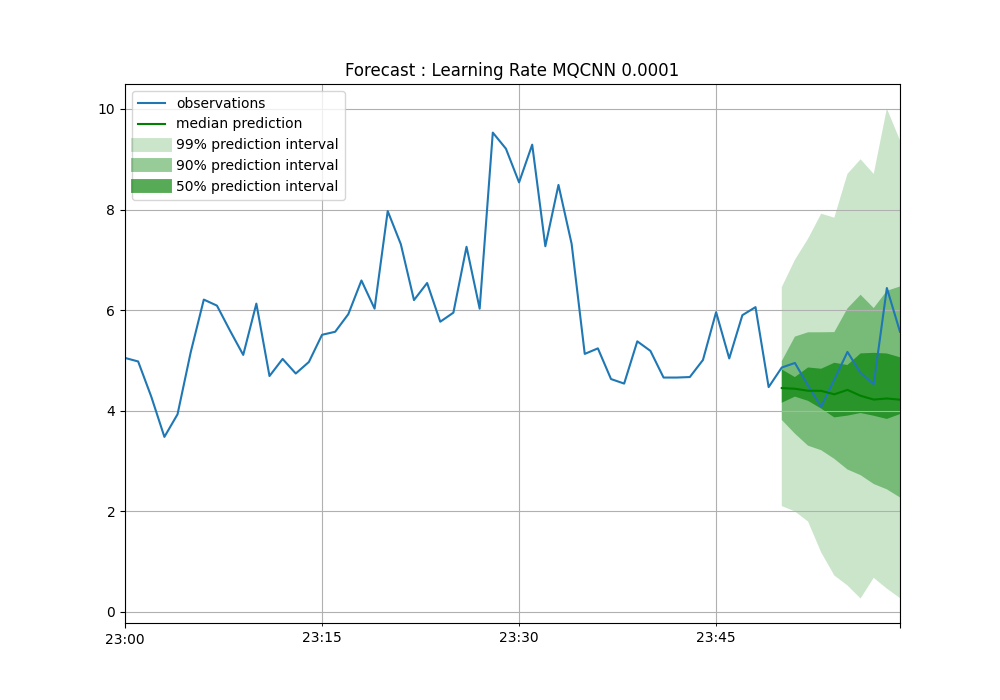 Forecast : Learning Rate MQCNN 0.0001
observations
median prediction
99% prediction interval
90% prediction interval
50% prediction interval
10
8
6
4
2
0
23:00 23:15 23:30 23:45